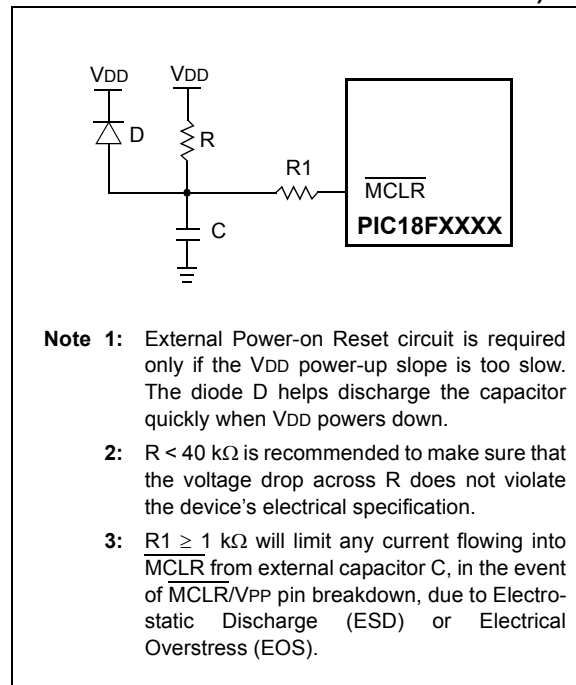 VDD
VDD
D
R
R1
MCLR
C
PIC18FXXXX
Note 1: External Power-on Reset circuit is required
only if the VDD power-up slope is too slow.
The diode D helps discharge the capacitor
quickly when VDD powers down.
2: R < 40 kΩ is recommended to make sure that
the voltage drop across R does not violate
the device's electrical specification.
3: R1 ≥ 1 kΩ will limit any current flowing into
MCLR from external capacitor C, in the event
of MCLR/VPP pin breakdown, due to Electro-
static Discharge (ESD) or Electrical
Overstress (EOS).